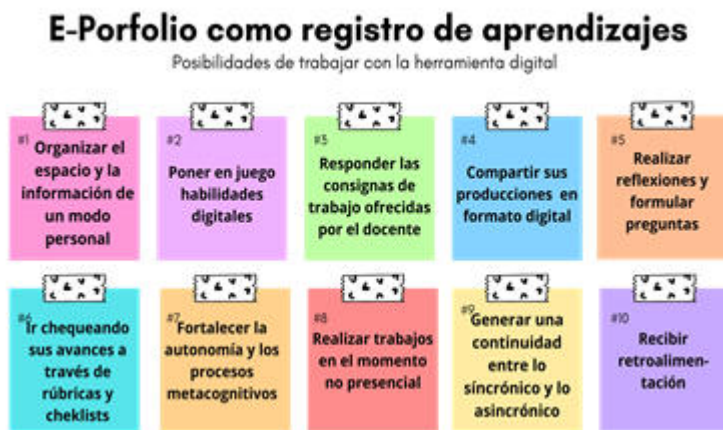 E-Porfolio como registro de aprendizajes
Posibilidades de trabajar con la herramienta digital
#1
Organizar el
espacio y la
información de
un modo
personal
#2
Poner en juego
habilidades
digitales
#3
Responder las
consignas de
trabajo ofrecidas
por el docente
#4
Compartir sus
producciones en
formato digital
#5
Realizar
reflexiones y
formular
preguntas
#6
Ir chequeando
sus avances a
través de
rúbricas y
cheklists
#7
Fortalecer la
autonomía y los
procesos
metacognitivos
#8
Realizar trabajos
en el momento
no presencial
#9
Generar una
continuidad
entre lo
síncrónico y lo
asincrónico
#10
Recibir
retroalimen-
tación